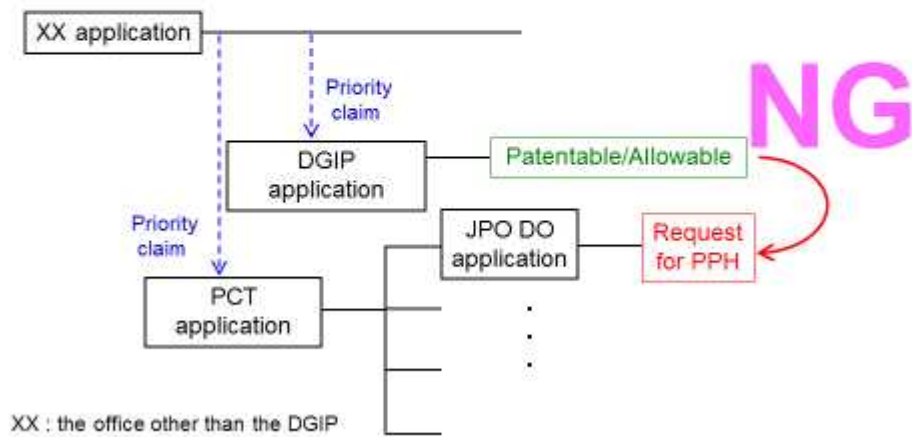 XX application
NG
Priority
claim
DGIP
application
Patentable/Allowable
Priority
claim
JPO DO
application
Request
for PPH
PCT
application
XX : the office other than the DGIP